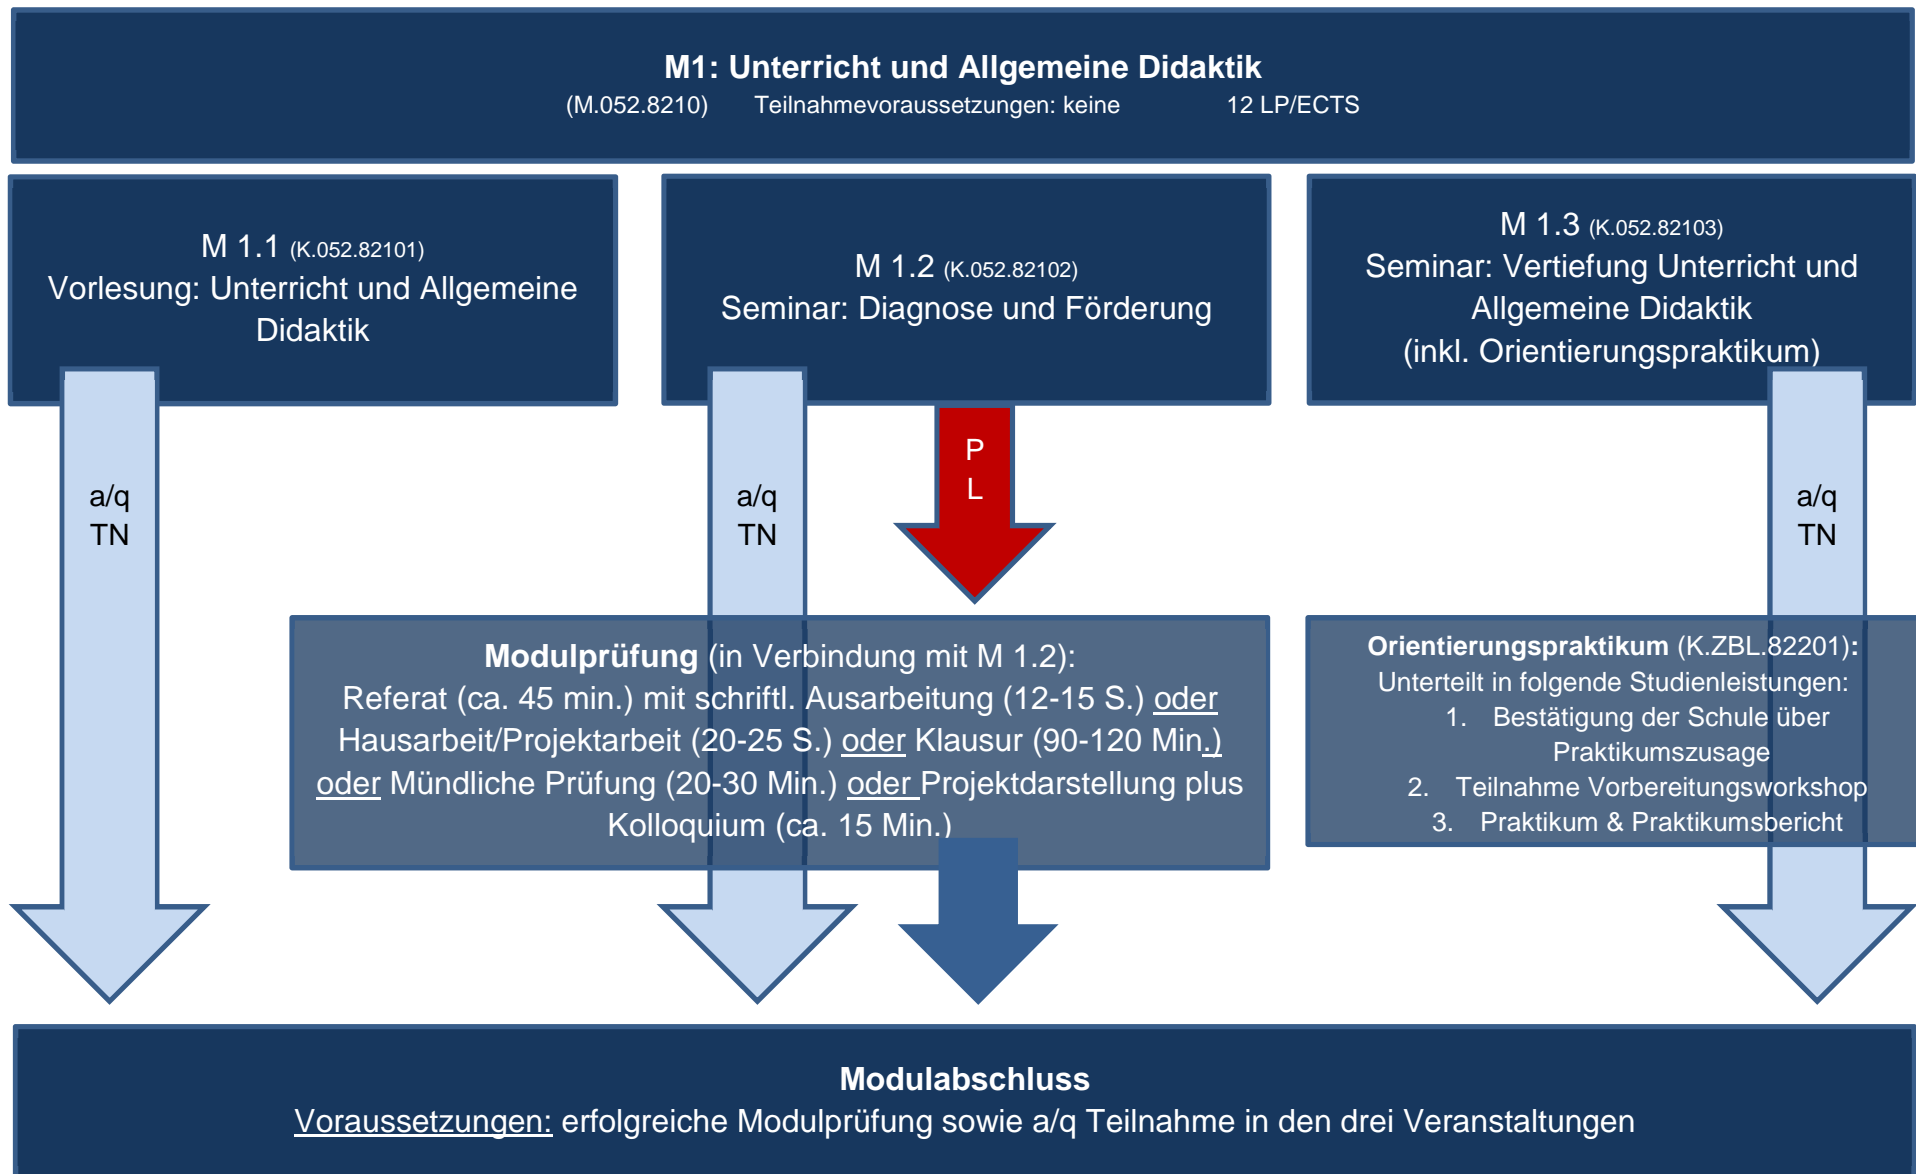 M1: Unterricht und Allgemeine Didaktik
(M.052.8210) Teilnahmevoraussetzungen: keine 12 LP/ECTS
M 1.1 (K.052.82101)
Vorlesung: Unterricht und Allgemeine
Didaktik
M 1.2 (K.052.82102)
Seminar: Diagnose und Förderung
M 1.3 (K.052.82103)
Seminar: Vertiefung Unterricht und
Allgemeine Didaktik
(inkl. Orientierungspraktikum)
a/q
TN
a/q
TN
P
L
a/q
TN
Modulprüfung (in Verbindung mit M 1.2):
Referat (ca. 45 min.) mit schriftl. Ausarbeitung (12-15 S.) oder
Hausarbeit/Projektarbeit (20-25 S.) oder Klausur (90-120 Min.)
oder Mündliche Prüfung (20-30 Min.) oder Projektdarstellung plus
Kolloquium (ca. 15 Min.)
Orientierungspraktikum (K.ZBL.82201):
Unterteilt in folgende Studienleistungen:
1. Bestätigung der Schule über
Praktikumszusage
2. Teilnahme Vorbereitungsworkshop
3. Praktikum & Praktikumsbericht
Modulabschluss
Voraussetzungen: erfolgreiche Modulprüfung sowie a/q Teilnahme in den drei Veranstaltungen